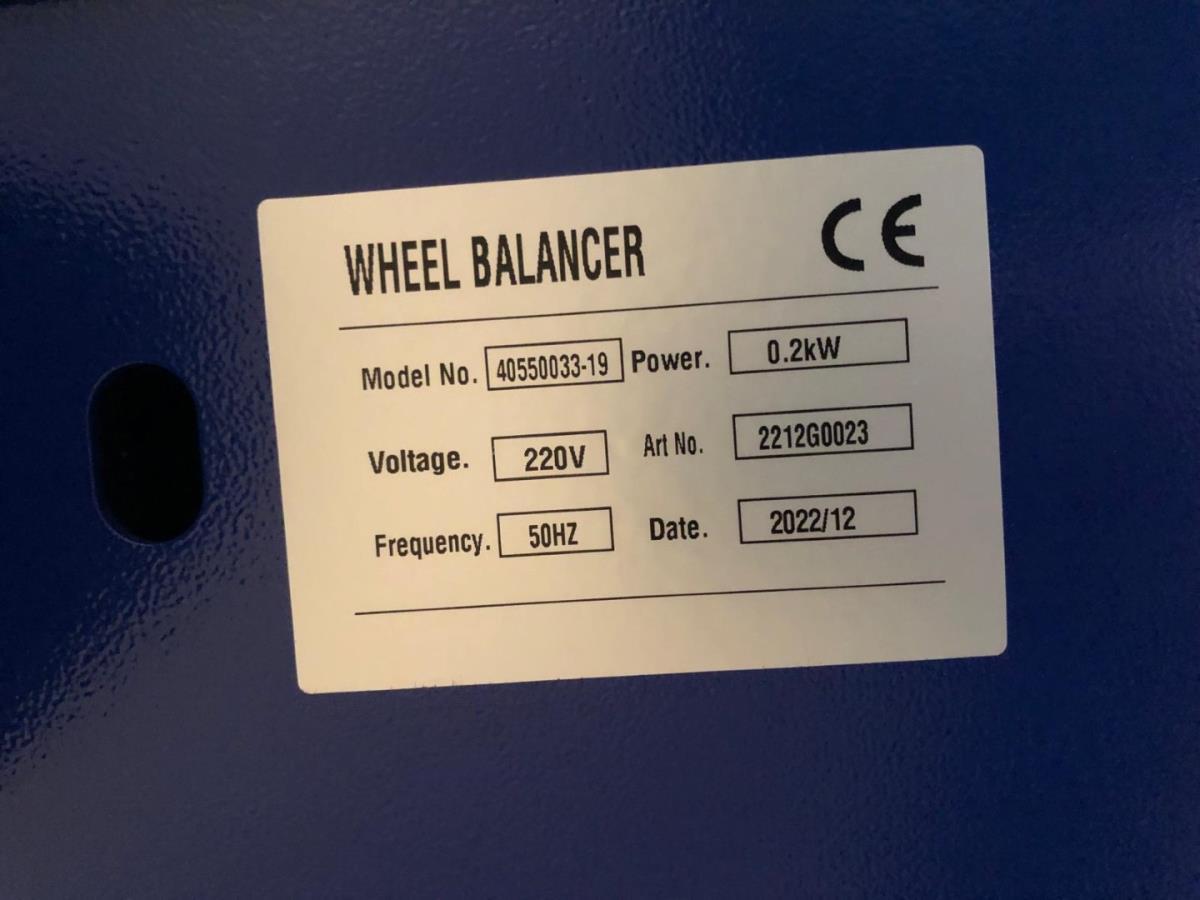 WHEEL BALANCER CE
Model No. 40550033-19 Power. 0.2kW
Voltage. 220V Art No. 2212G0023
Frequency. 50HZ Date. 2022/12